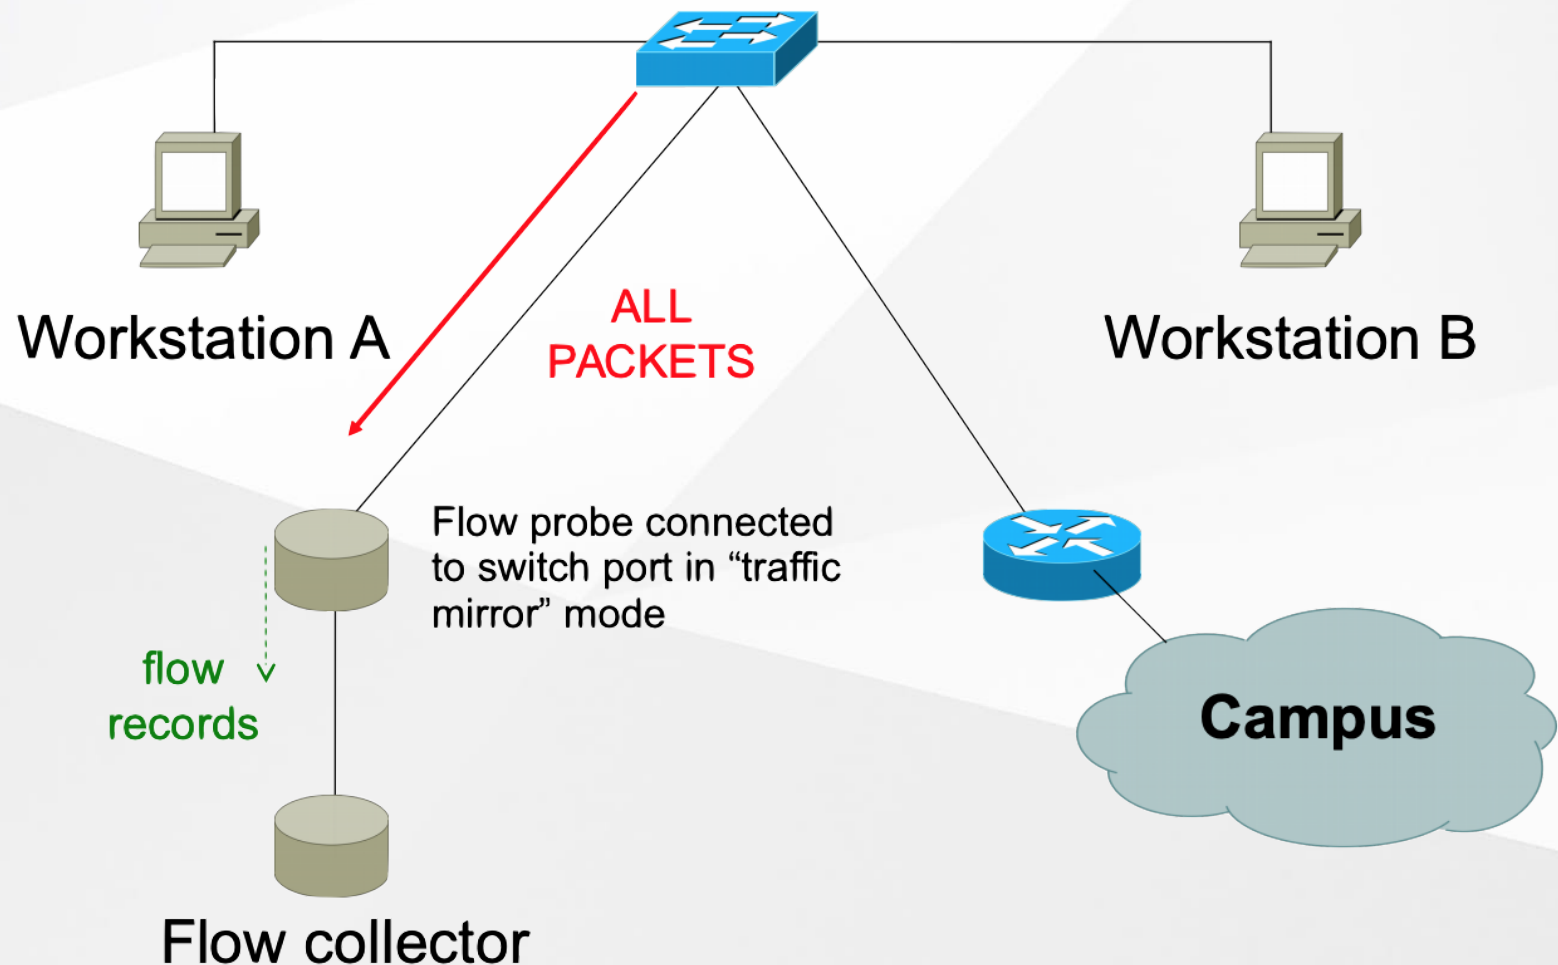 Workstation A
Workstation B
ALL
PACKETS
Flow probe connected
to switch port in “traffic
mirror” mode
flow
records
Campus
Flow collector